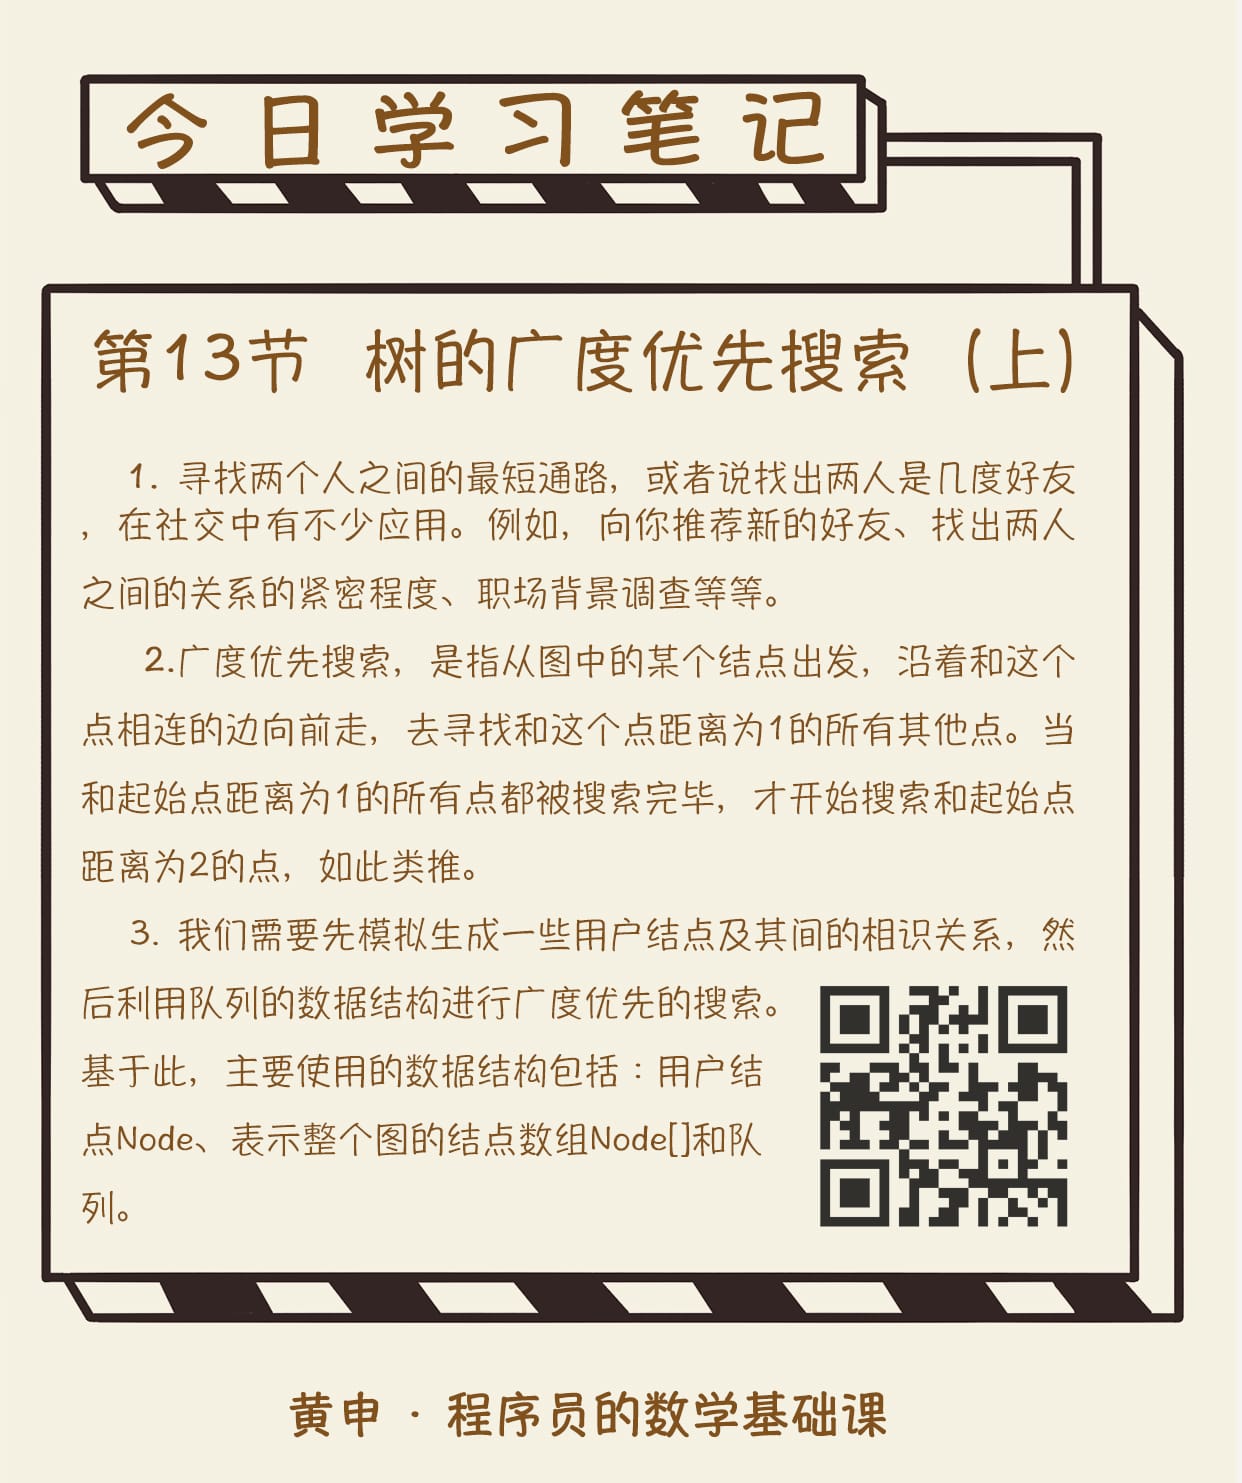 今日学习笔记
第13节 树的广度优先搜索（上）
1. 寻找两个人之间的最短通路，或者说找出两人是几度好友
，在社交中有不少应用。例如，向你推荐新的好友、找出两人
之间的关系的紧密程度、职场背景调查等等。
2.广度优先搜索，是指从图中的某个结点出发，沿着和这个
点相连的边向前走，去寻找和这个点距离为1的所有其他点。当
和起始点距离为1的所有点都被搜索完毕，才开始搜索和起始点
距离为2的点，如此类推。
3. 我们需要先模拟生成一些用户结点及其间的相识关系，然
后利用队列的数据结构进行广度优先的搜索。
基于此，主要使用的数据结构包括：用户结
点Node、表示整个图的结点数组Node[]和队
列。
黄申 · 程序员的数学基础课